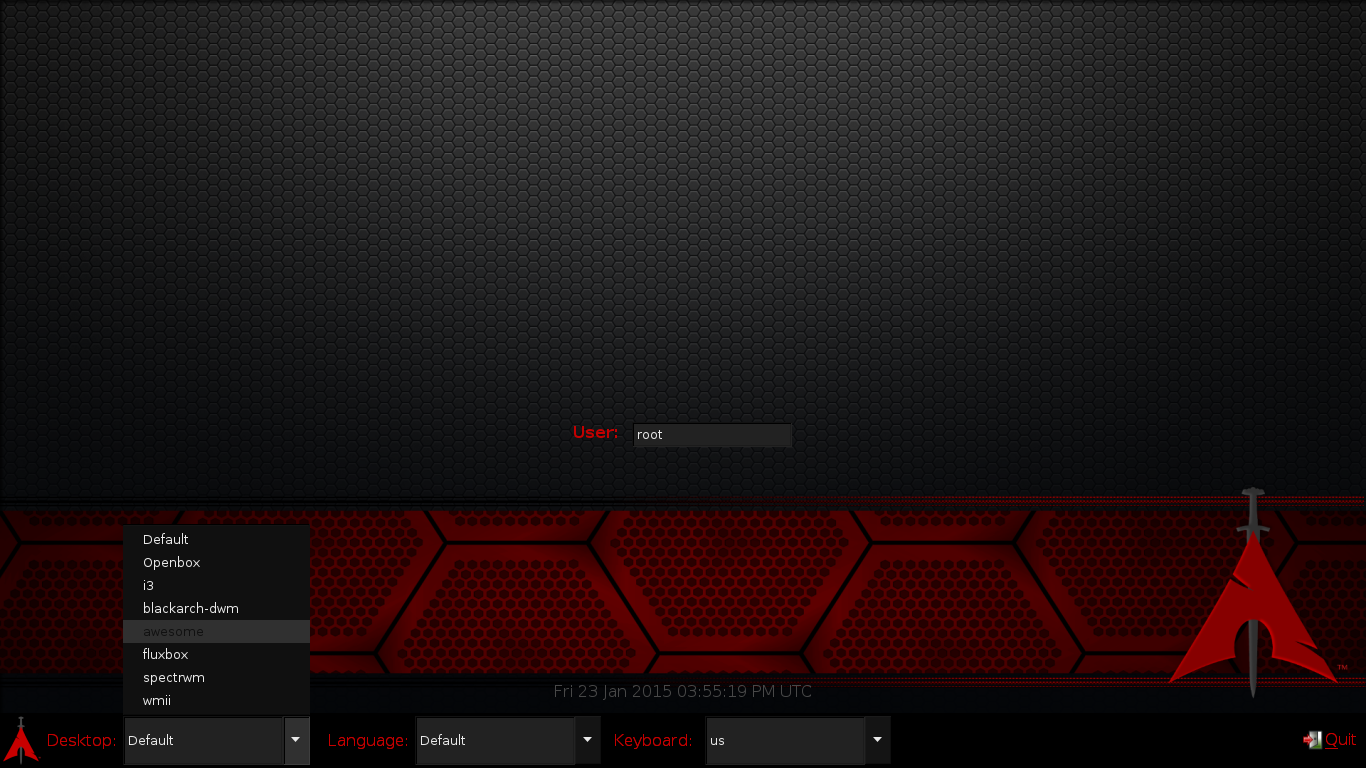 User: root
Default
Openbox
i3
blackarch-dwm
awesome
fluxbox
spectrwm
wmii
™
Fri 23 Jan 2015 03:55:19 PM UTC
Desktop: Default Language: Default Keyboard: us Quit